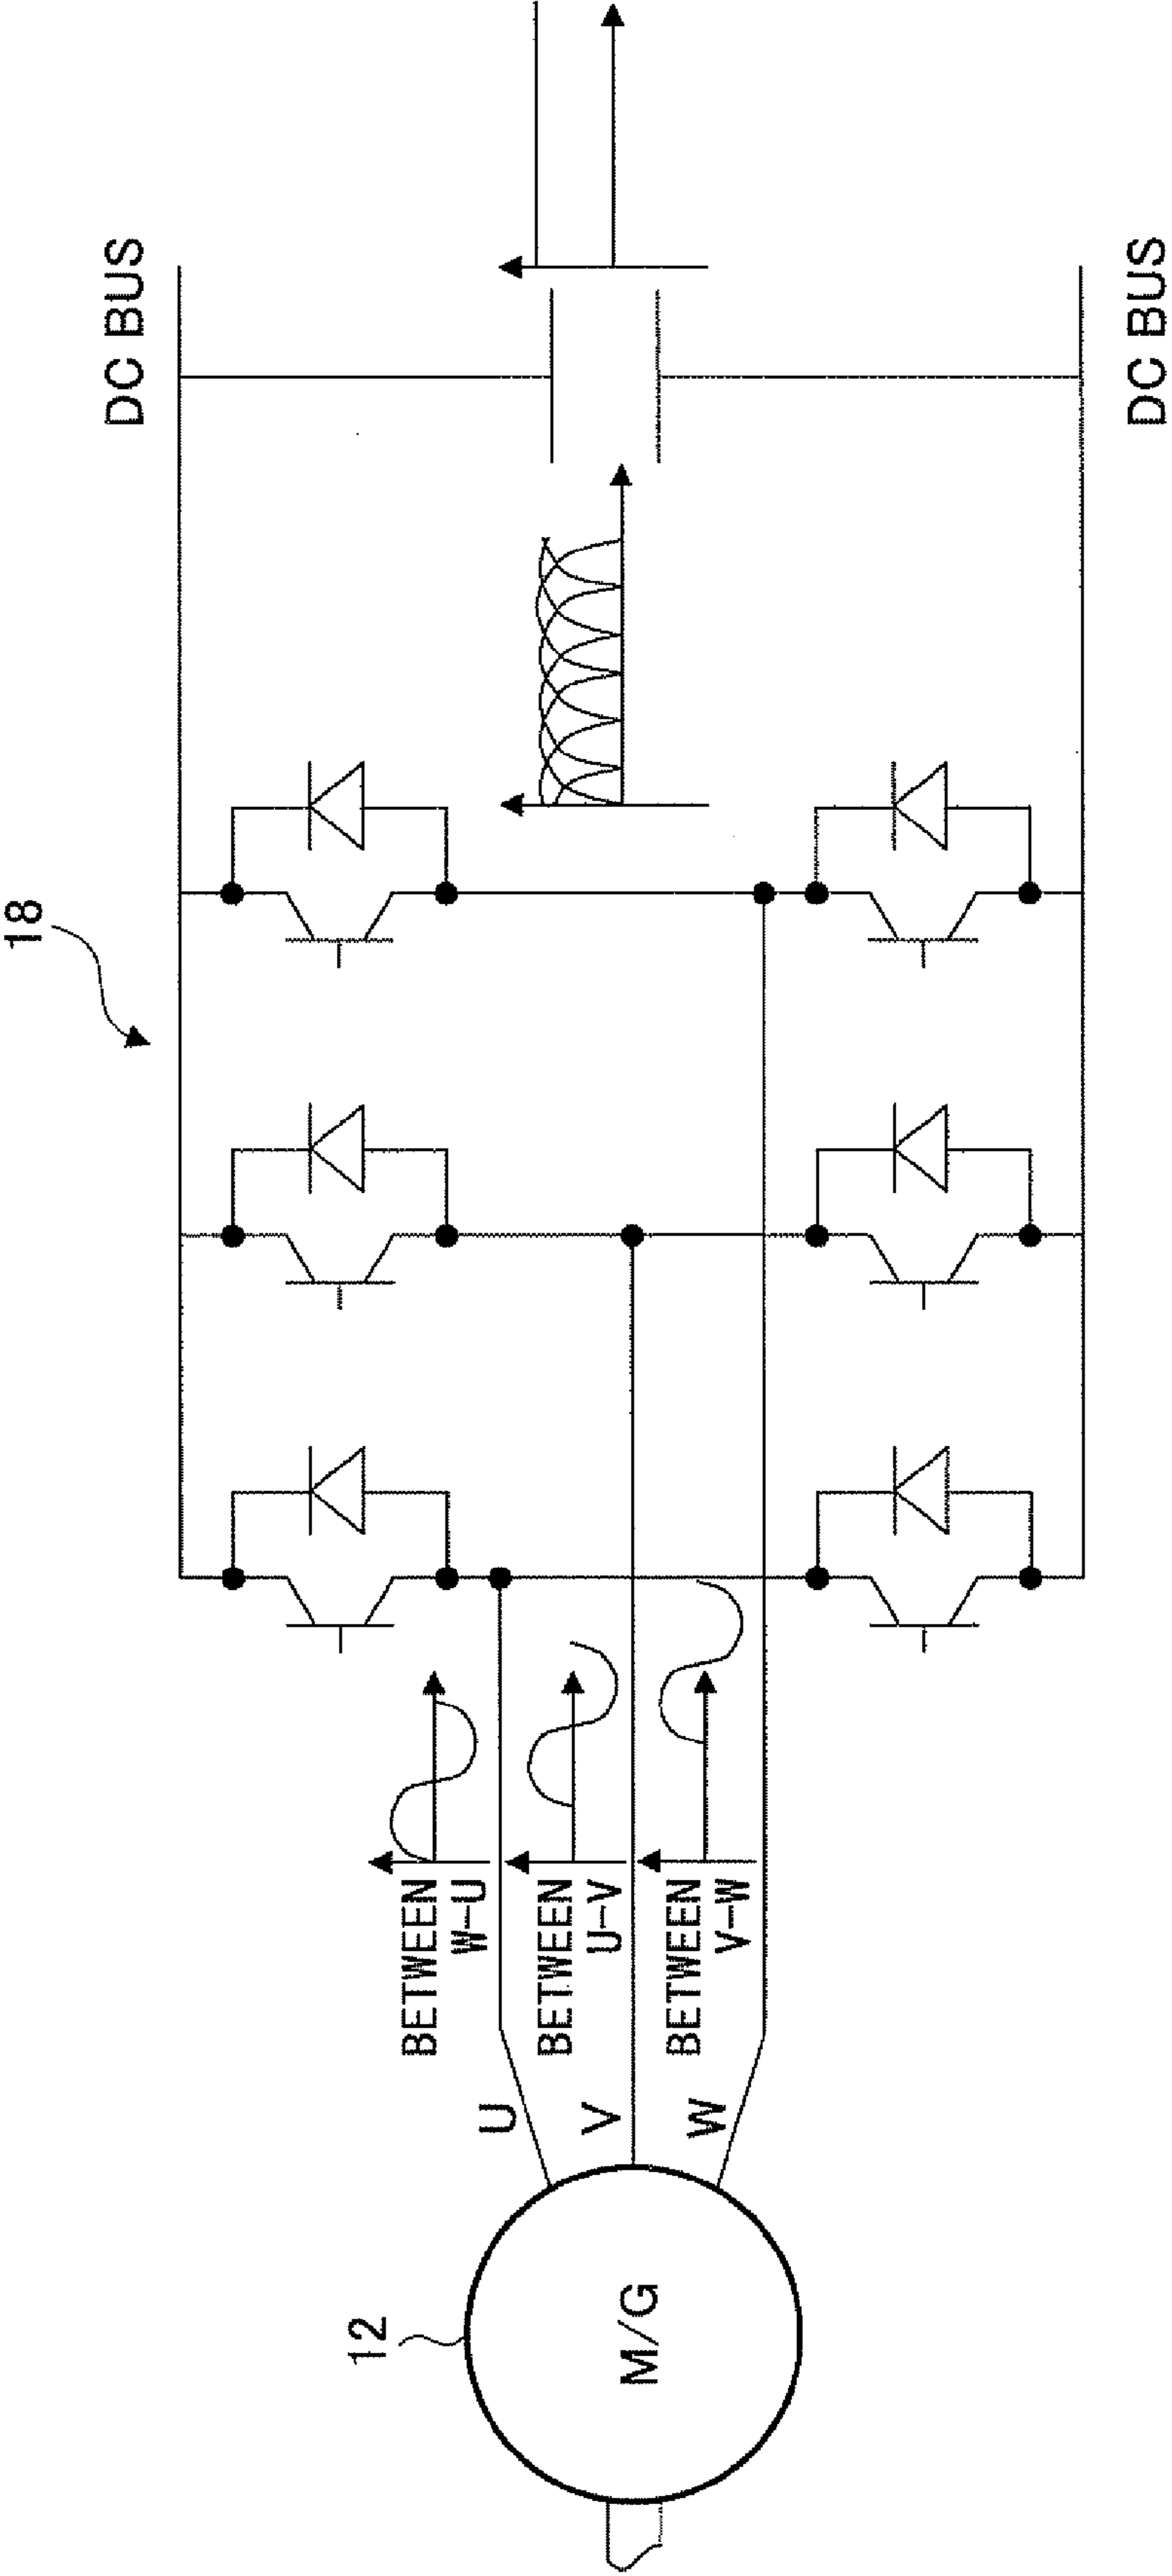 18
DC BUS
12
M/G
U
V
W
BETWEEN
W-U
BETWEEN
U-V
BETWEEN
V-W
DC BUS